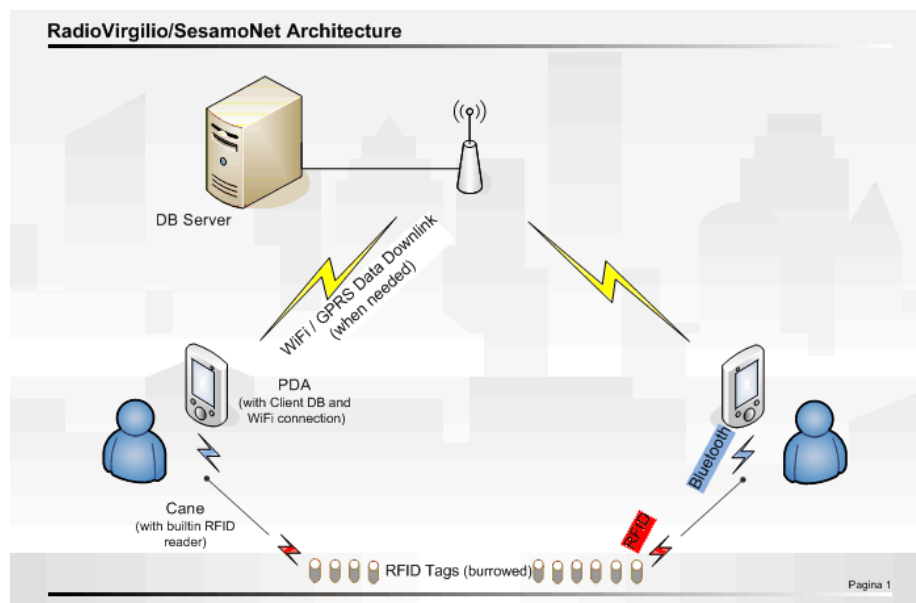 RadioVirgilio/SesamoNet Architecture
DB Server
WiFi / GPRS Data Downlink
(when needed)
PDA
(with Client DB and
WiFi connection)
Bluetooth
Cane
(with builtin RFID
reader)
RFID
RFID Tags (burrowed)
Pagina 1